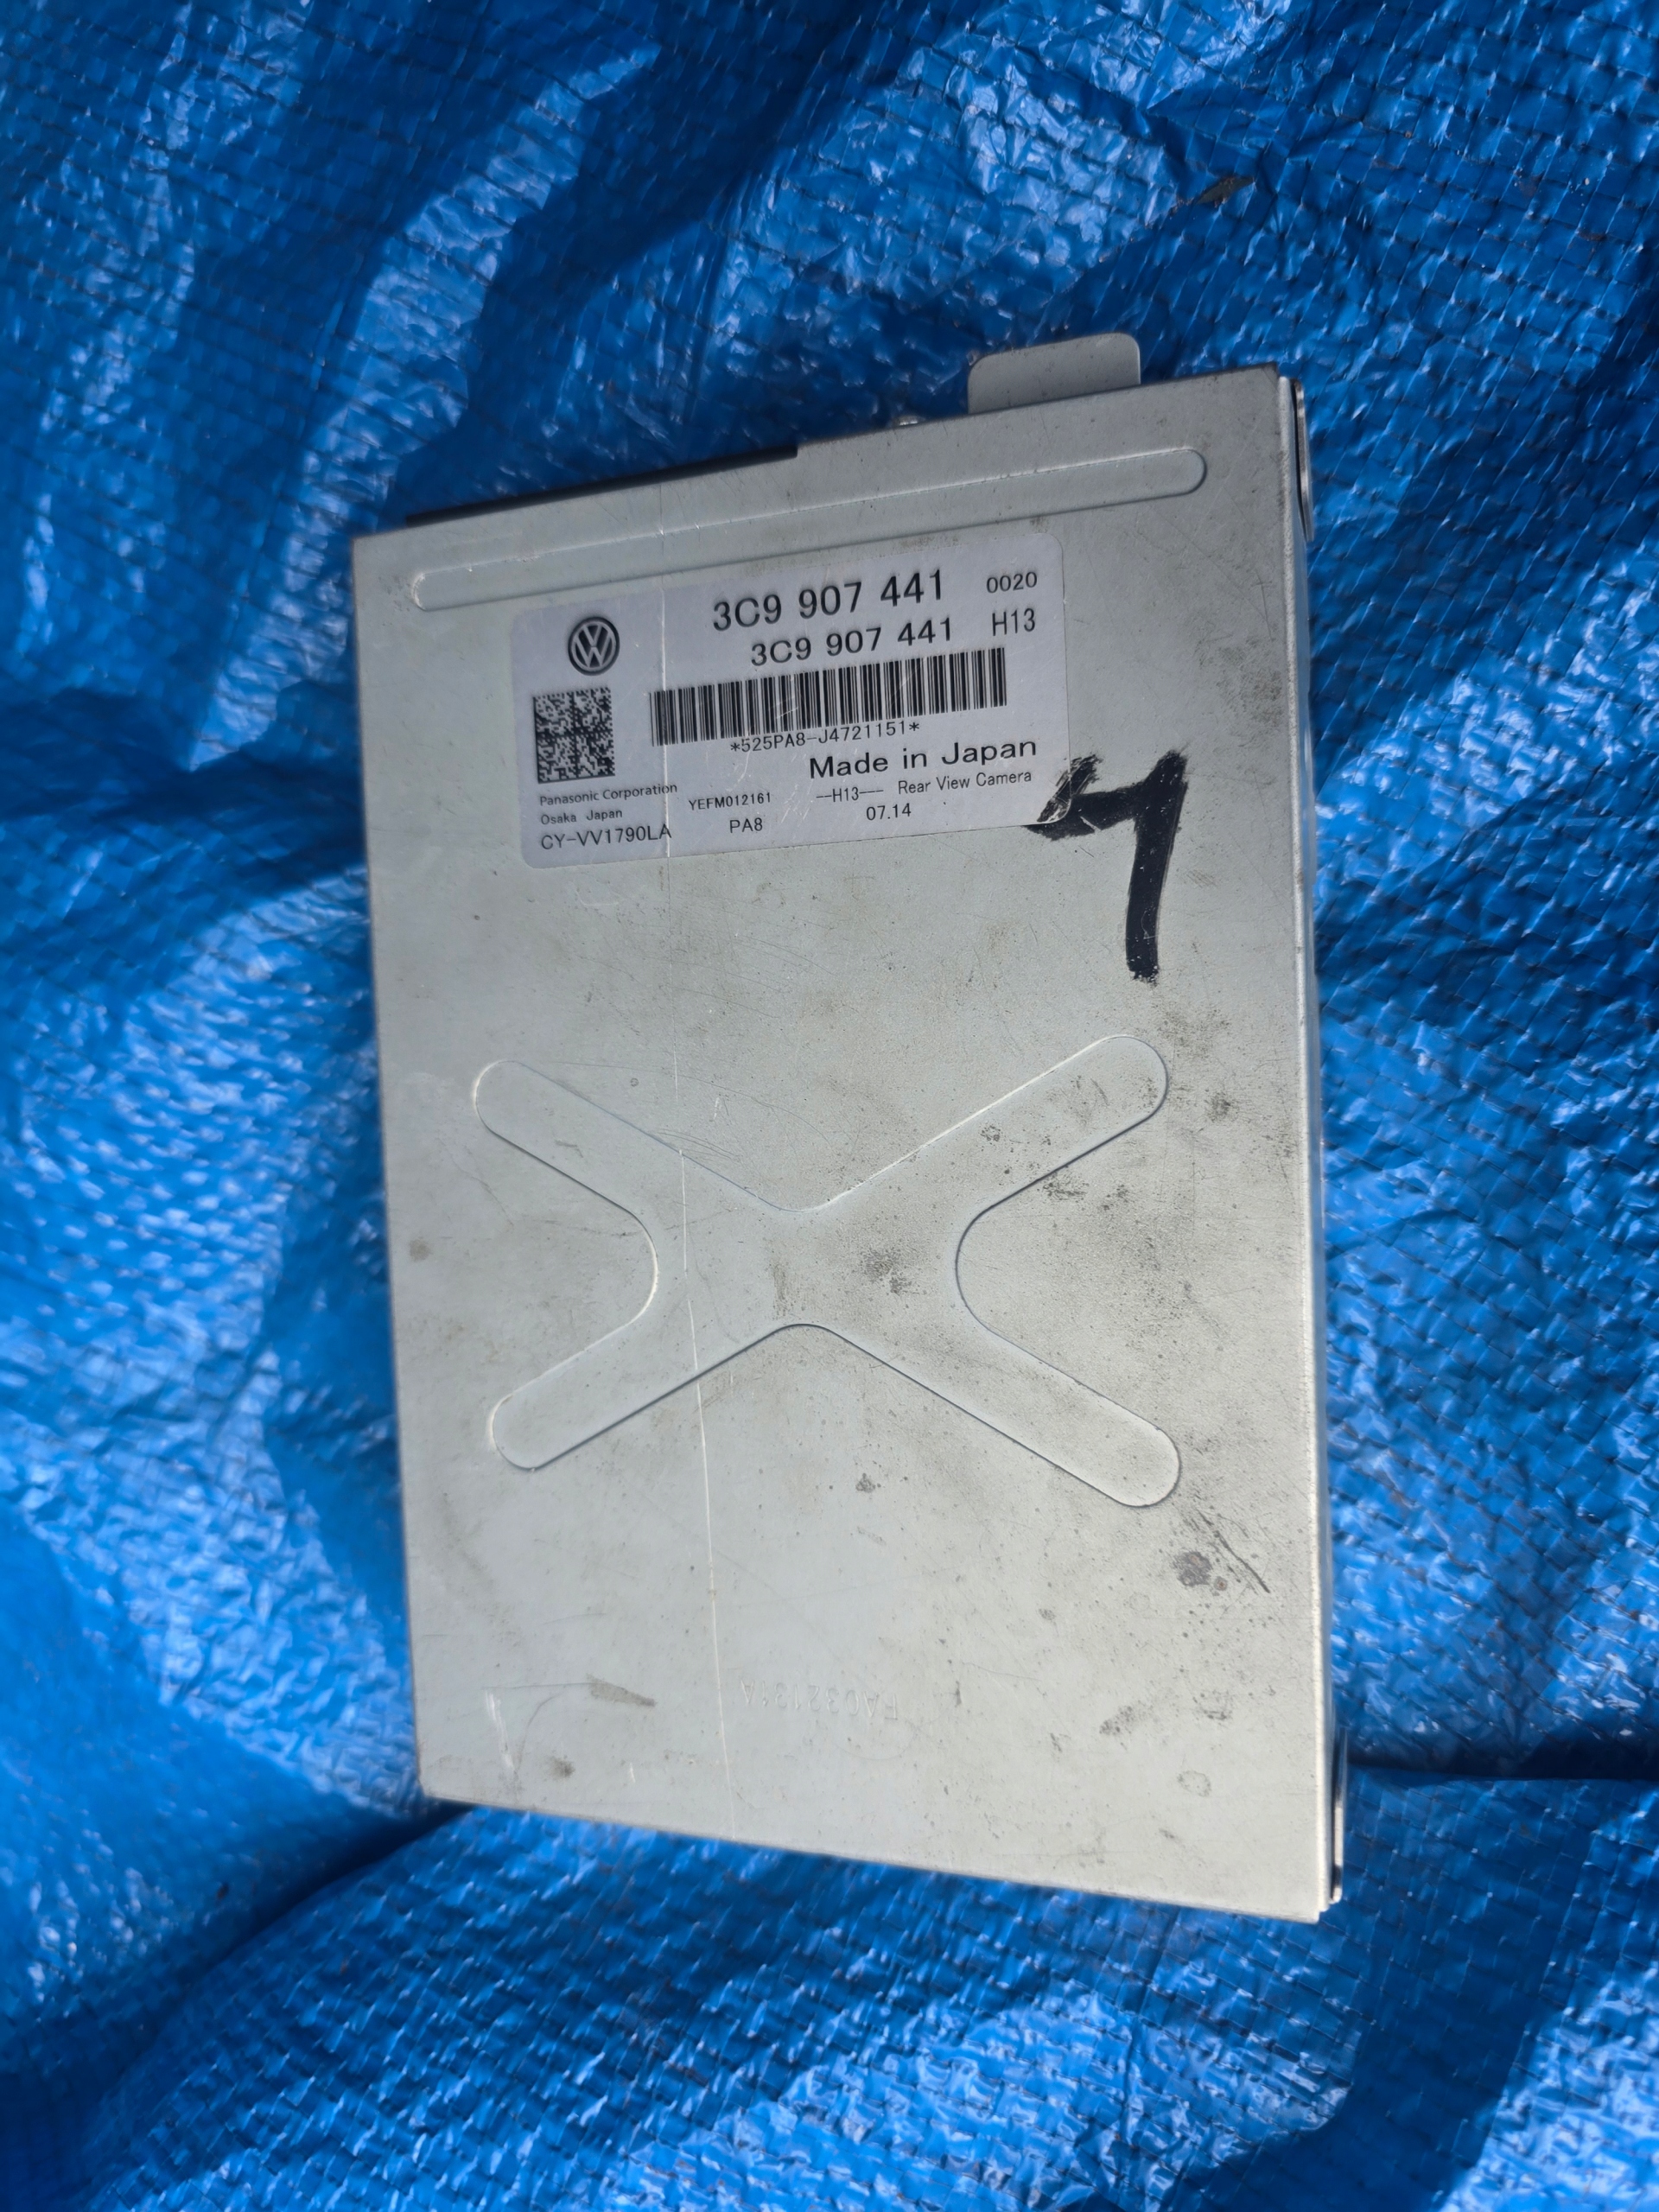 3C9 907 441 0020
3C9 907 441 H13
*525PA8-J4721151*
Made in Japan
Panasonic Corporation YEFM012161 —H13— Rear View Camera
Osaka Japan
CY-VV1790LA PA8 07.14
FAC32131A